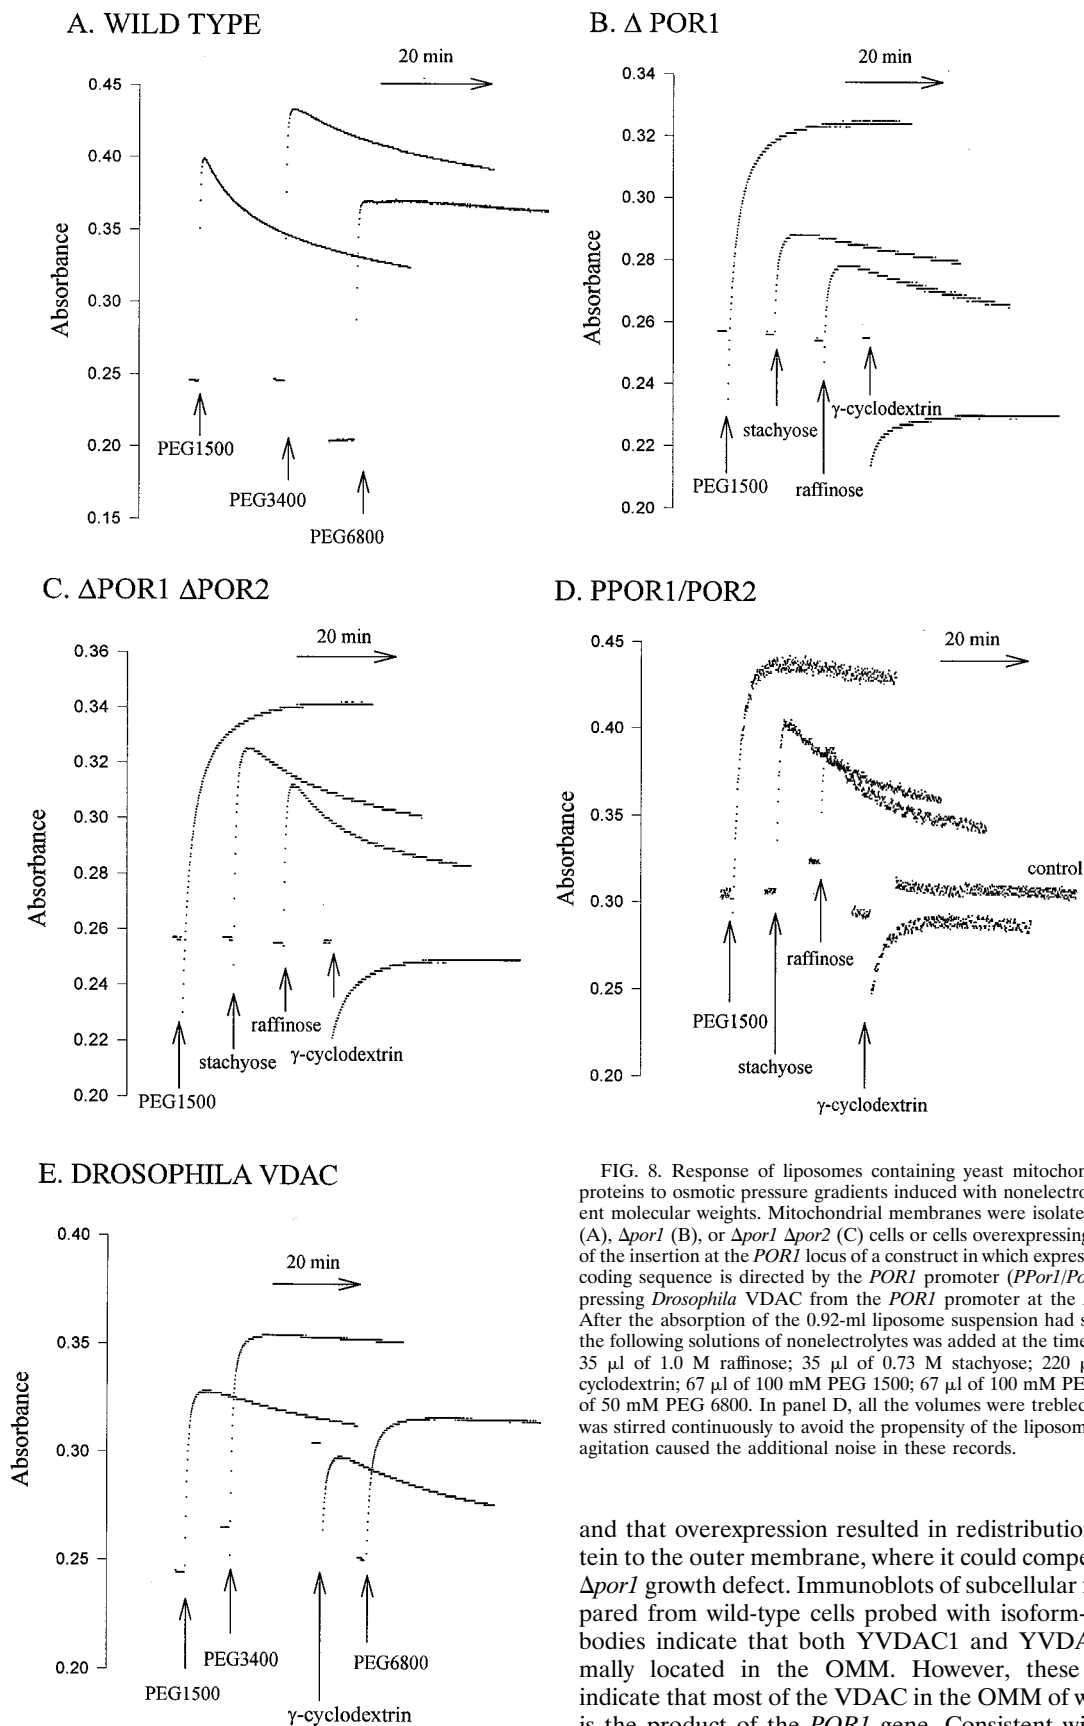 A. WILD TYPE
20 min
0.45
0.40
0.35
0.30
0.25
0.20
0.15
Absorbance
PEG1500
PEG3400
PEG6800
B. Δ POR1
20 min
0.34
0.32
0.30
0.28
0.26
0.24
0.22
0.20
Absorbance
γ-cyclodextrin
stachyose
PEG1500
raffinose
C. ΔPOR1 ΔPOR2
20 min
0.36
0.34
0.32
0.30
0.28
0.26
0.24
0.22
0.20
Absorbance
raffinose
stachyose
γ-cyclodextrin
PEG1500
D. PPOR1/POR2
20 min
0.45
0.40
0.35
0.30
0.25
0.20
Absorbance
control
raffinose
PEG1500
stachyose
γ-cyclodextrin
E. DROSOPHILA VDAC
20 min
0.40
0.35
0.30
0.25
0.20
Absorbance
PEG3400
PEG6800
PEG1500
γ-cyclodextrin
FIG. 8. Response of liposomes containing yeast mitochon
proteins to osmotic pressure gradients induced with nonelectro
ent molecular weights. Mitochondrial membranes were isolate
(A), Δpor1 (B), or Δpor1 Δpor2 (C) cells or cells overexpressing
of the insertion at the POR1 locus of a construct in which expres
coding sequence is directed by the POR1 promoter (PPor1/Po
pressing Drosophila VDAC from the POR1 promoter at the
After the absorption of the 0.92-ml liposome suspension had s
the following solutions of nonelectrolytes was added at the time
35 μl of 1.0 M raffinose; 35 μl of 0.73 M stachyose; 220 μ
cyclodextrin; 67 μl of 100 mM PEG 1500; 67 μl of 100 mM PE
of 50 mM PEG 6800. In panel D, all the volumes were trebled
was stirred continuously to avoid the propensity of the liposom
agitation caused the additional noise in these records.
and that overexpression resulted in redistribution
tein to the outer membrane, where it could compe
Δpor1 growth defect. Immunoblots of subcellular
pared from wild-type cells probed with isoform-
bodies indicate that both YVDAC1 and YVDA
mally located in the OMM. However, these
indicate that most of the VDAC in the OMM of w
is the product of the POR1 gene. Consistent wi